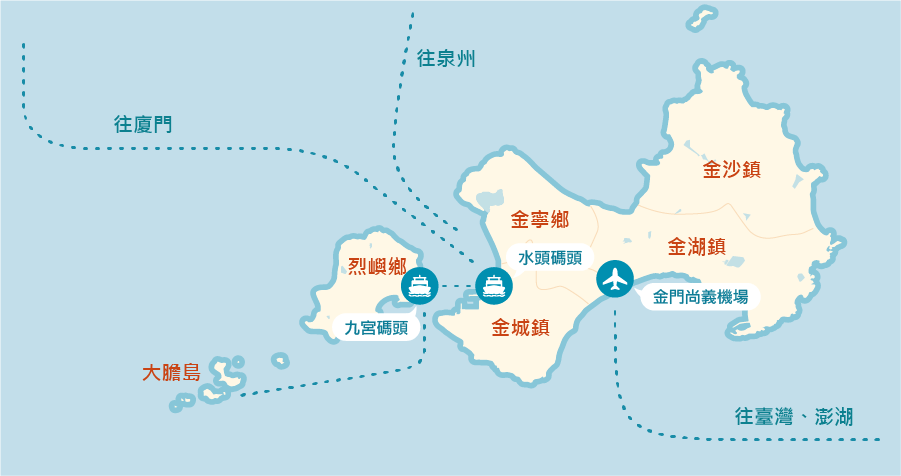 往泉州
往廈門
金沙鎮
金寧鄉
金湖鎮
水頭碼頭
烈嶼鄉
金門尚義機場
九宮碼頭
金城鎮
大膽島
往臺灣、澎湖